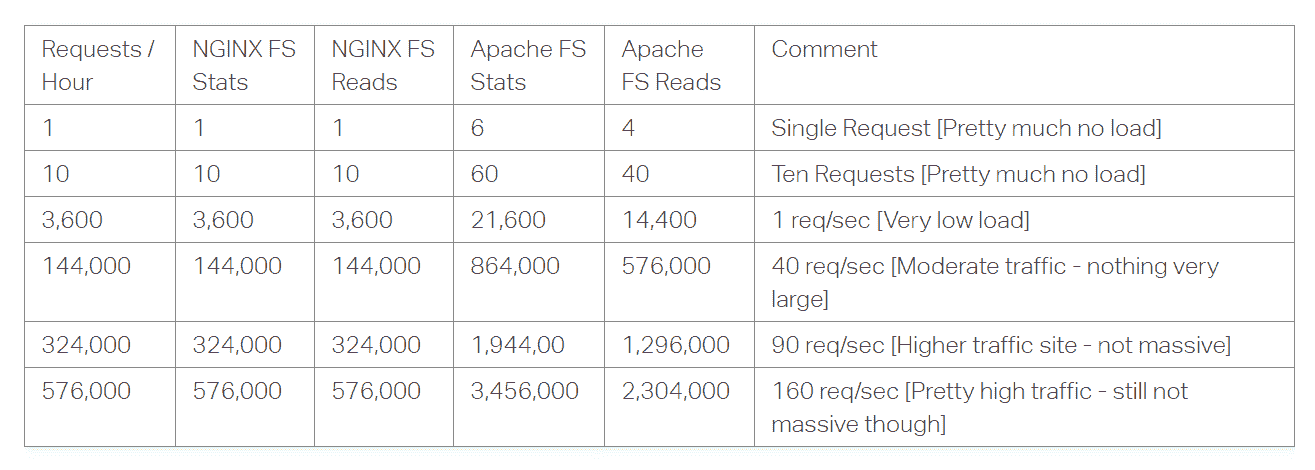 Requests / NGINX FS NGINX FS Apache FS Apache Comment
Hour Stats Reads Stats FS Reads
1 1 1 6 4 Single Request [Pretty much no load]
10 10 10 60 40 Ten Requests [Pretty much no load]
3,600 3,600 3,600 21,600 14,400 1 req/sec [Very low load]
144,000 144,000 144,000 864,000 576,000 40 req/sec [Moderate traffic - nothing very
large]
324,000 324,000 324,000 1,944,00 1,296,000 90 req/sec [Higher traffic site - not massive]
576,000 576,000 576,000 3,456,000 2,304,000 160 req/sec [Pretty high traffic - still not
massive though]